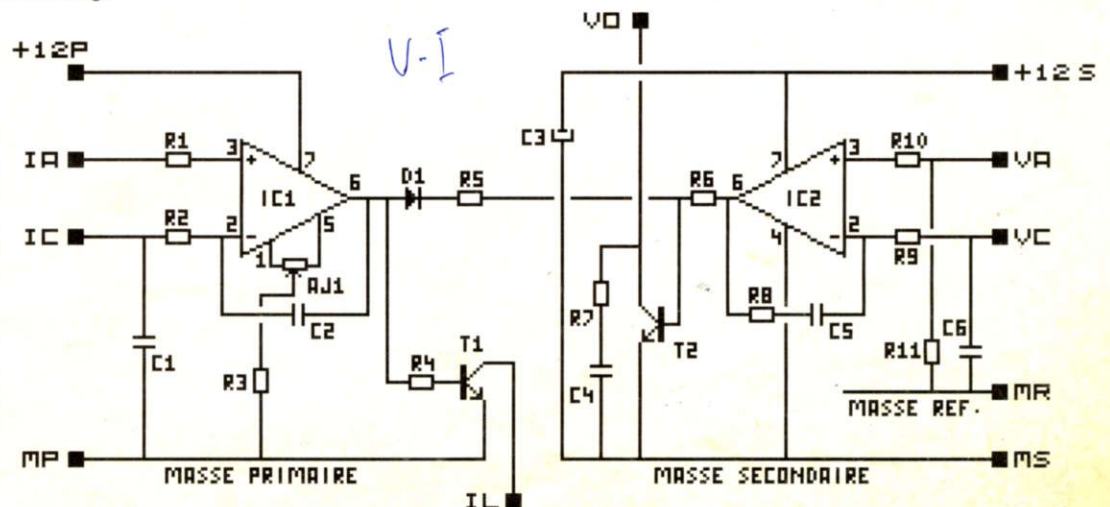 V-I
VO
+12P
+12S
IA
R1
3
+
7
IC1
6
D1
R5
C3
R6
6
7
IC2
3
+
R10
VA
IC
R2
2
-
1
5
AJ1
4
2
-
R9
VC
C2
R8
C5
C1
R3
R4
T1
R7
C4
T2
R11
C6
MR
MASSE REF.
MP
MASSE PRIMAIRE
MASSE SECONDAIRE
MS
IL